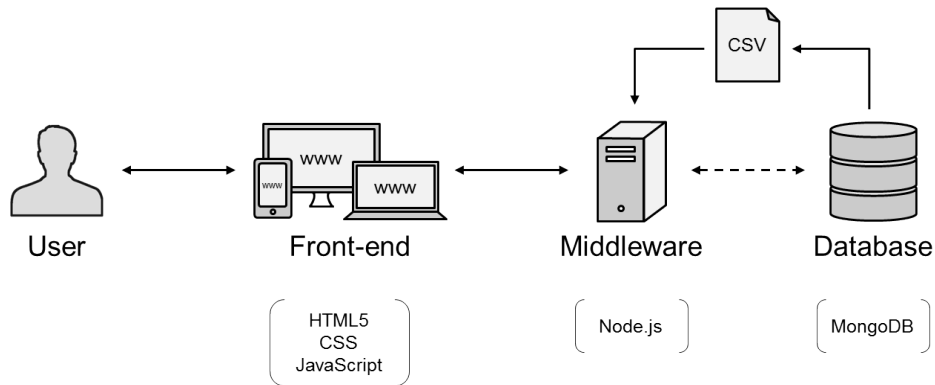 CSV
WWW
WWW
WWW
User
Front-end
Middleware
Database
HTML5
CSS
JavaScript
Node.js
MongoDB